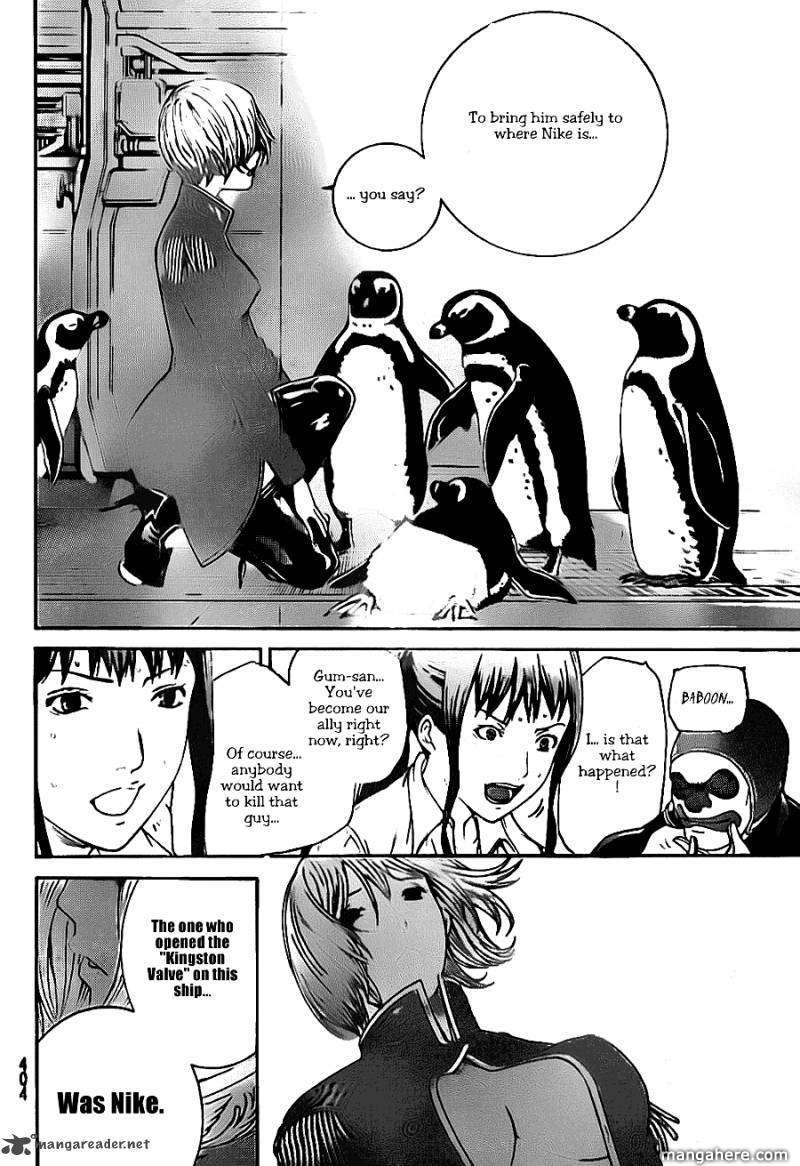 To bring him safely to
where Nike is...
... you say?
BABOON...
I... is that
what
happened?
!
Gum-san...
You've
become our
ally right
now, right?
Of course...
anybody
would want
to kill that
guy...
The one who
opened the
"Kingston
Valve" on this
ship...
Was Nike.
404
mangareader.net
mangahere.com